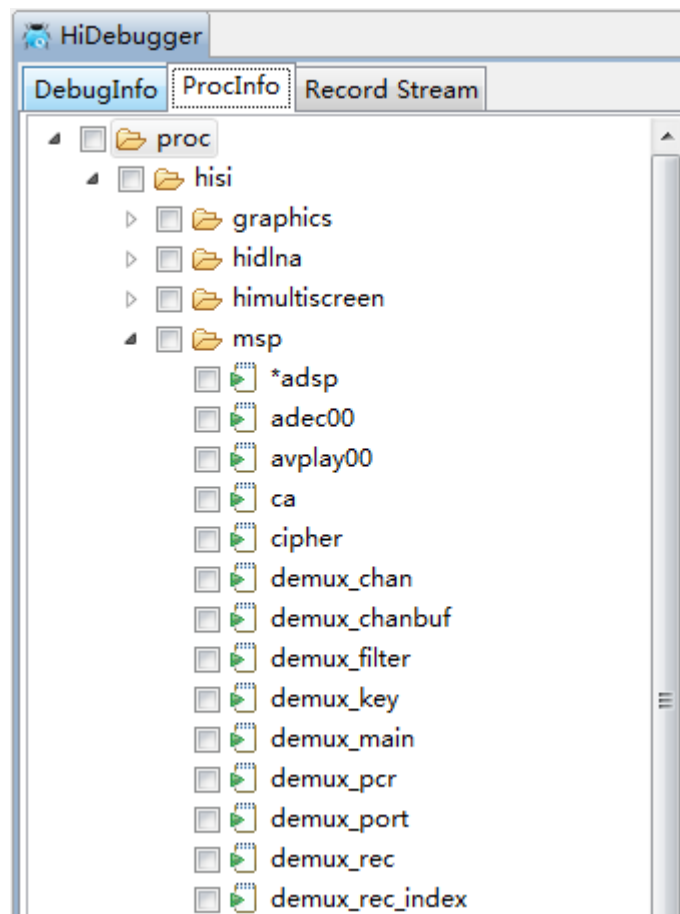 HiDebugger
DebugInfo ProcInfo Record Stream
proc
hisi
graphics
hidlna
himultiscreen
msp
*adsp
adec00
avplay00
ca
cipher
demux_chan
demux_chanbuf
demux_filter
demux_key
demux_main
demux_pcr
demux_port
demux_rec
demux_rec_index